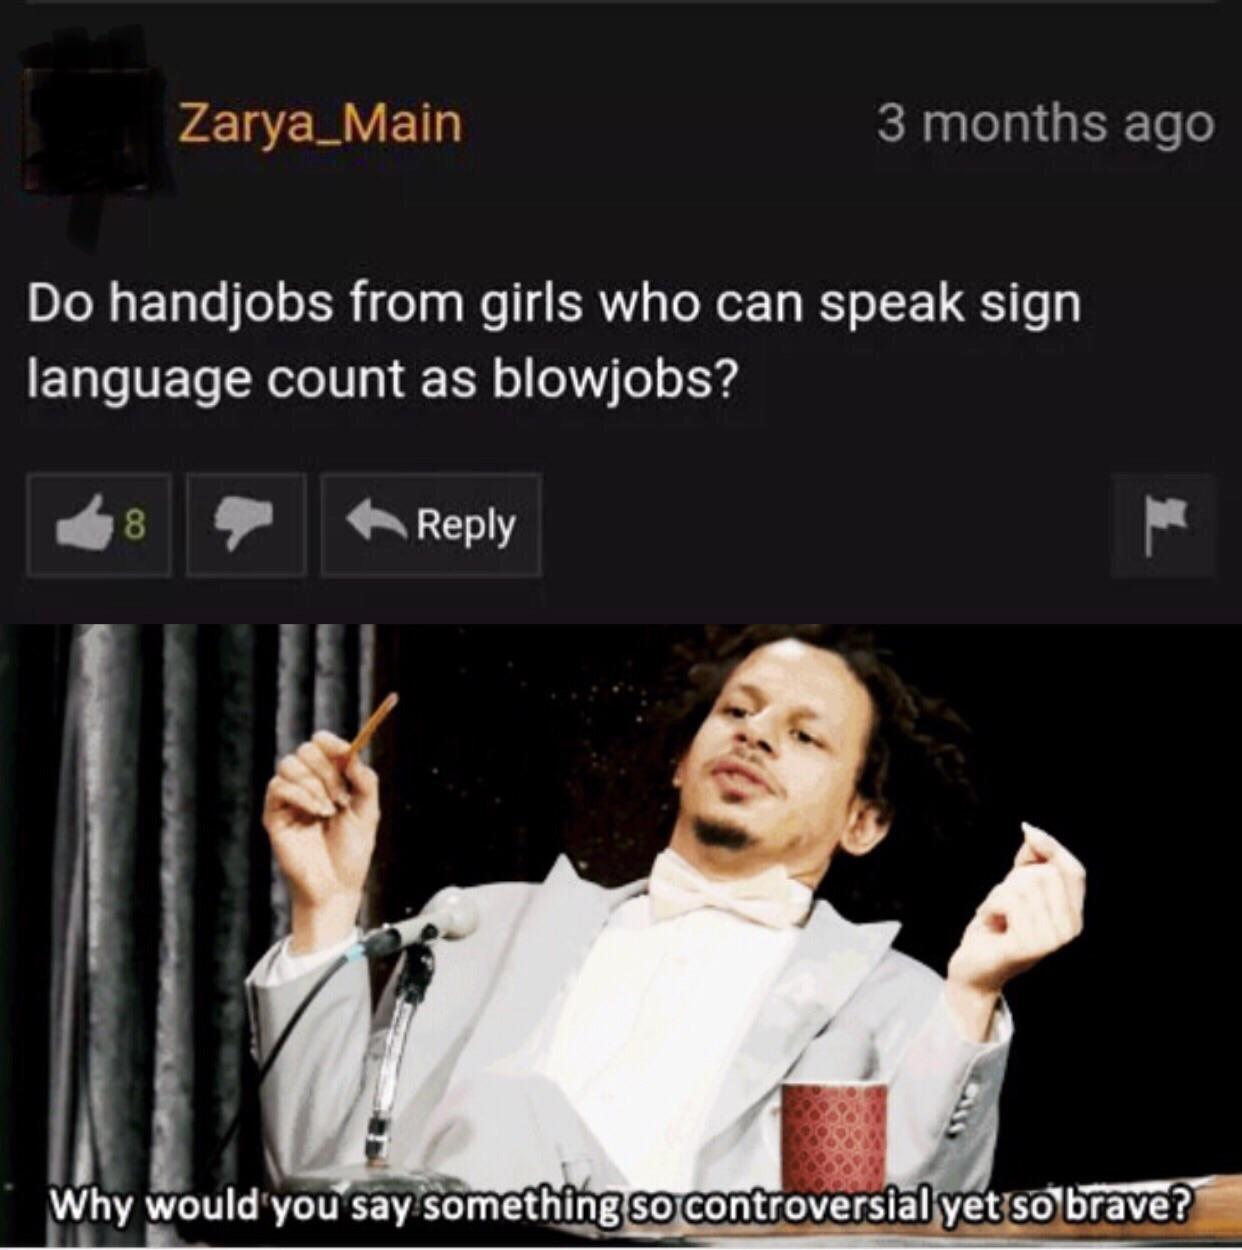 Zarya_Main 3 months ago
Do handjobs from girls who can speak sign
language count as blowjobs?
8 Reply
Why would you say something so controversial yet so brave?